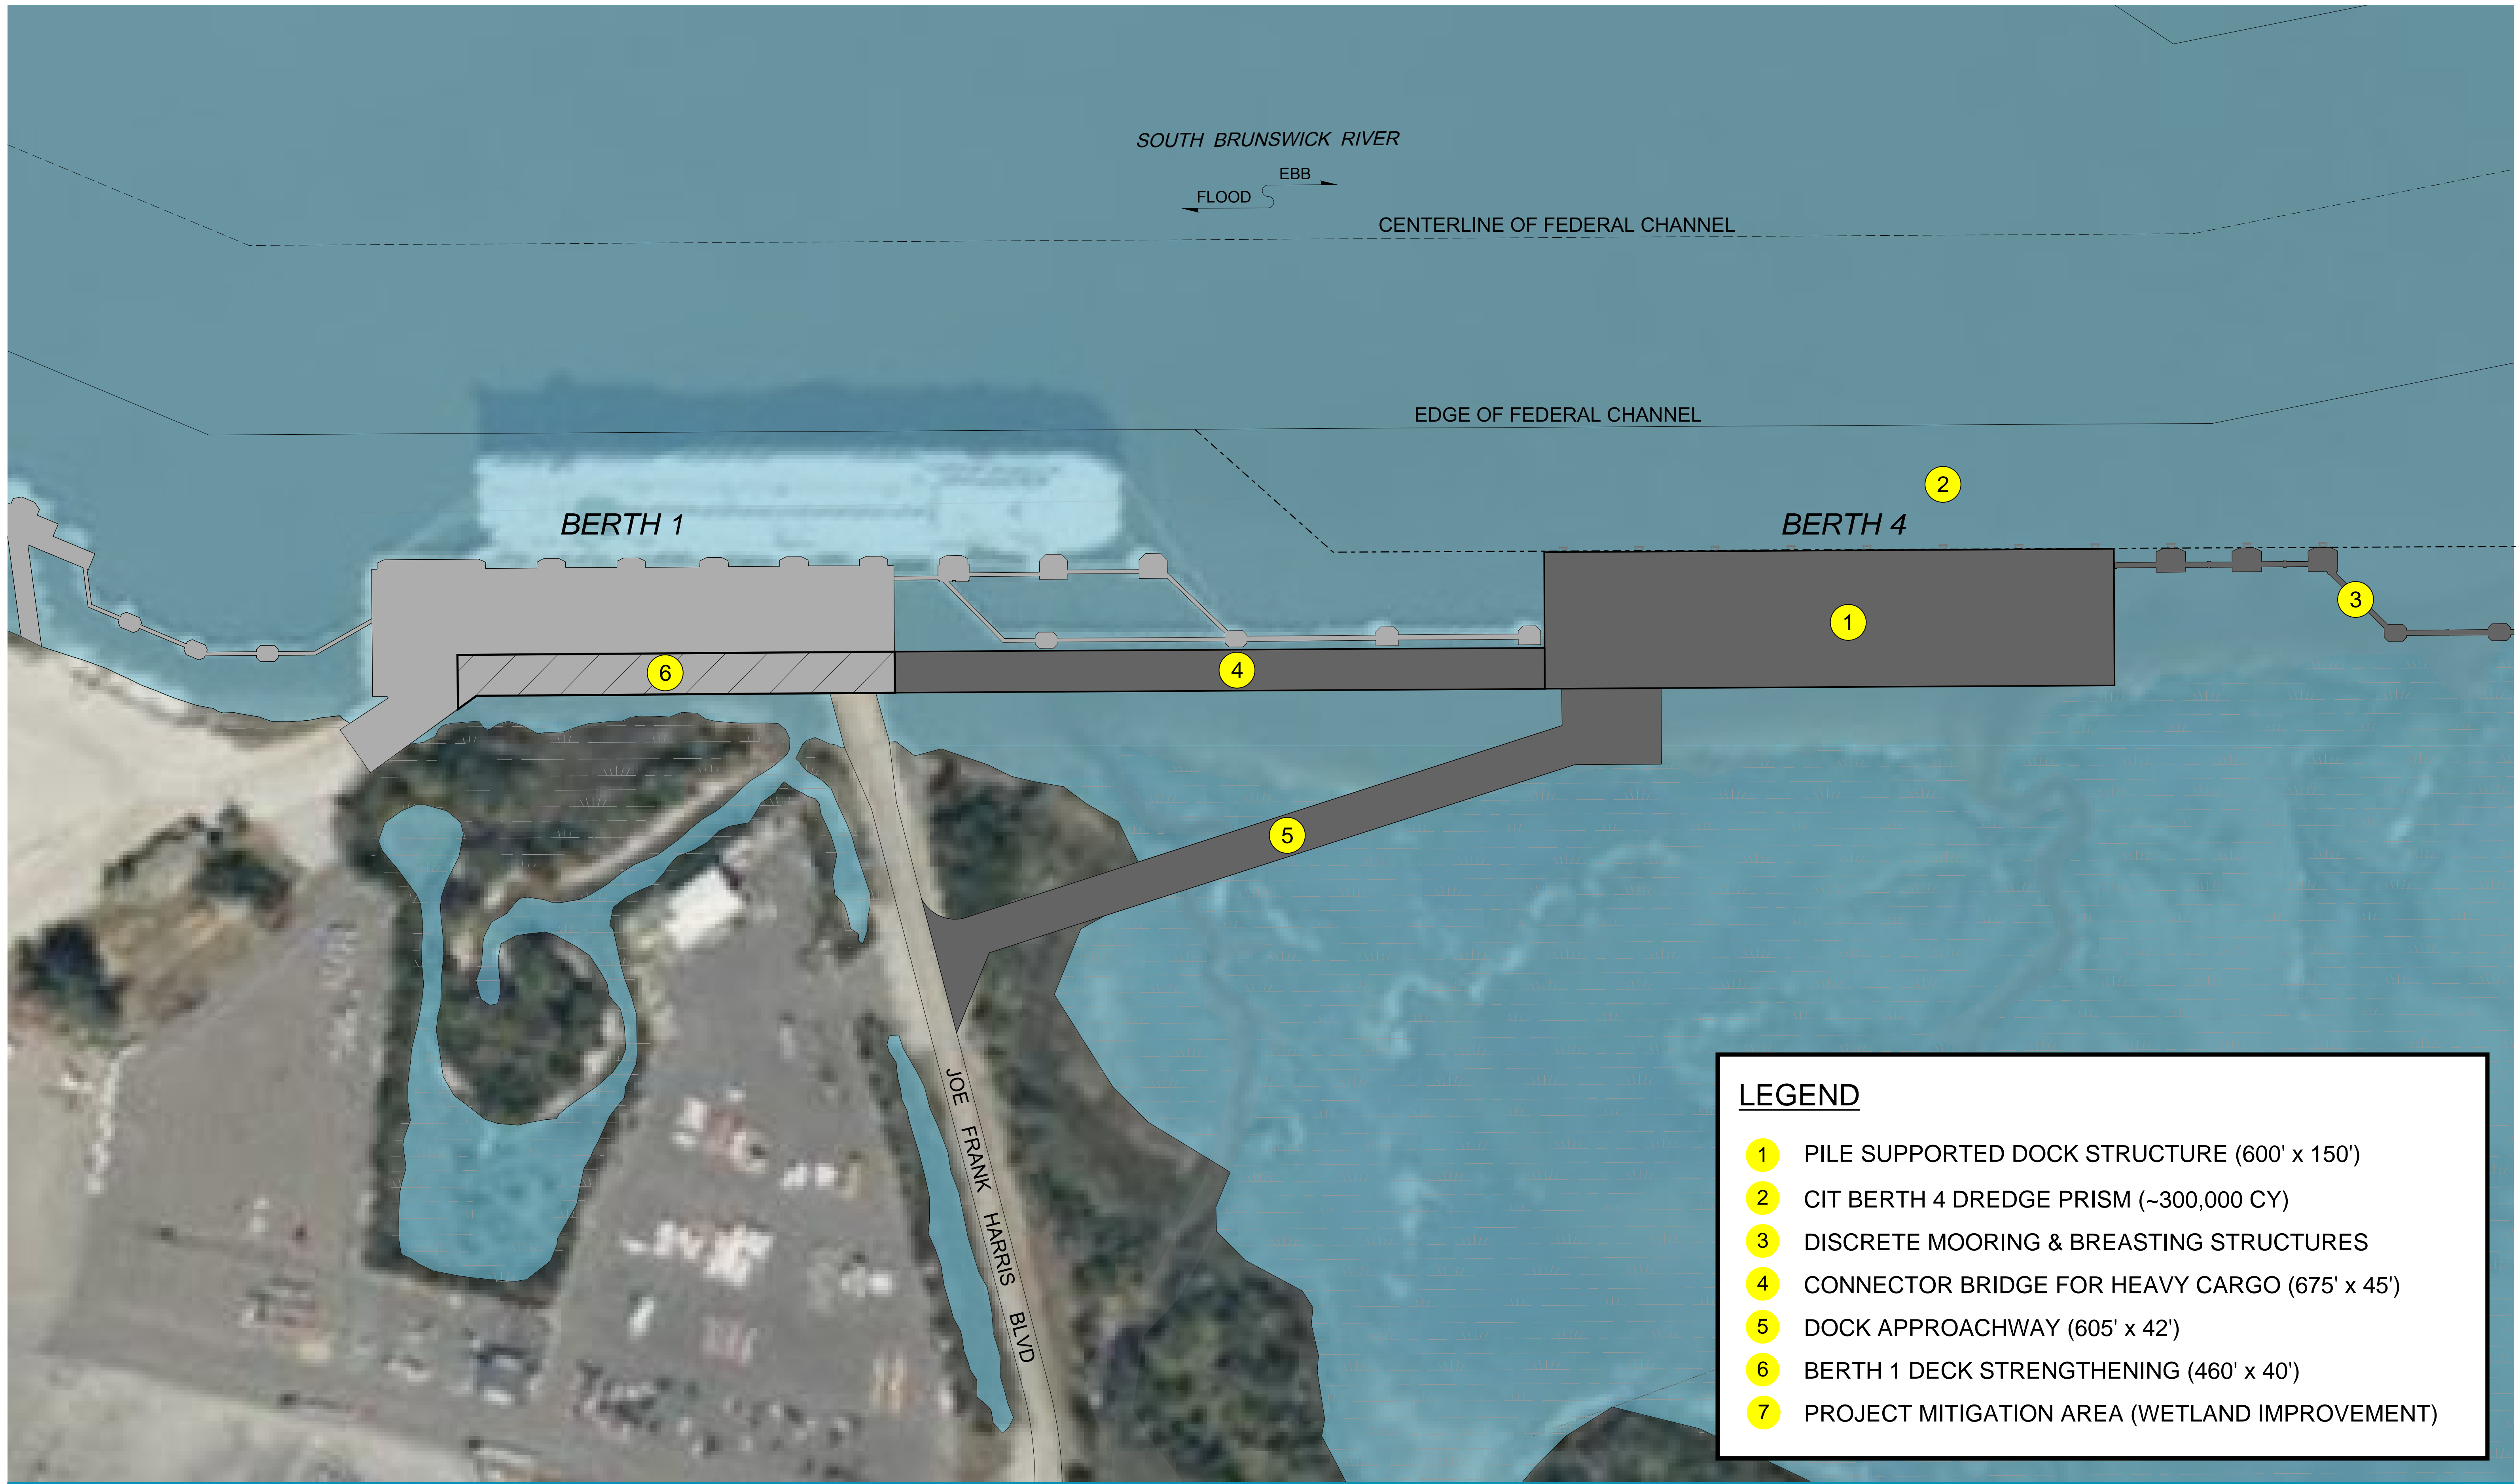 SOUTH BRUNSWICK RIVER
EBB
FLOOD
CENTERLINE OF FEDERAL CHANNEL
EDGE OF FEDERAL CHANNEL
2
BERTH 1
BERTH 4
3
1
6
4
5
JOE FRANK HARRIS BLVD
LEGEND
1 PILE SUPPORTED DOCK STRUCTURE (600' x 150')
2 CIT BERTH 4 DREDGE PRISM (~300,000 CY)
3 DISCRETE MOORING & BREASTING STRUCTURES
4 CONNECTOR BRIDGE FOR HEAVY CARGO (675' x 45')
5 DOCK APPROACHWAY (605' x 42')
6 BERTH 1 DECK STRENGTHENING (460' x 40')
7 PROJECT MITIGATION AREA (WETLAND IMPROVEMENT)